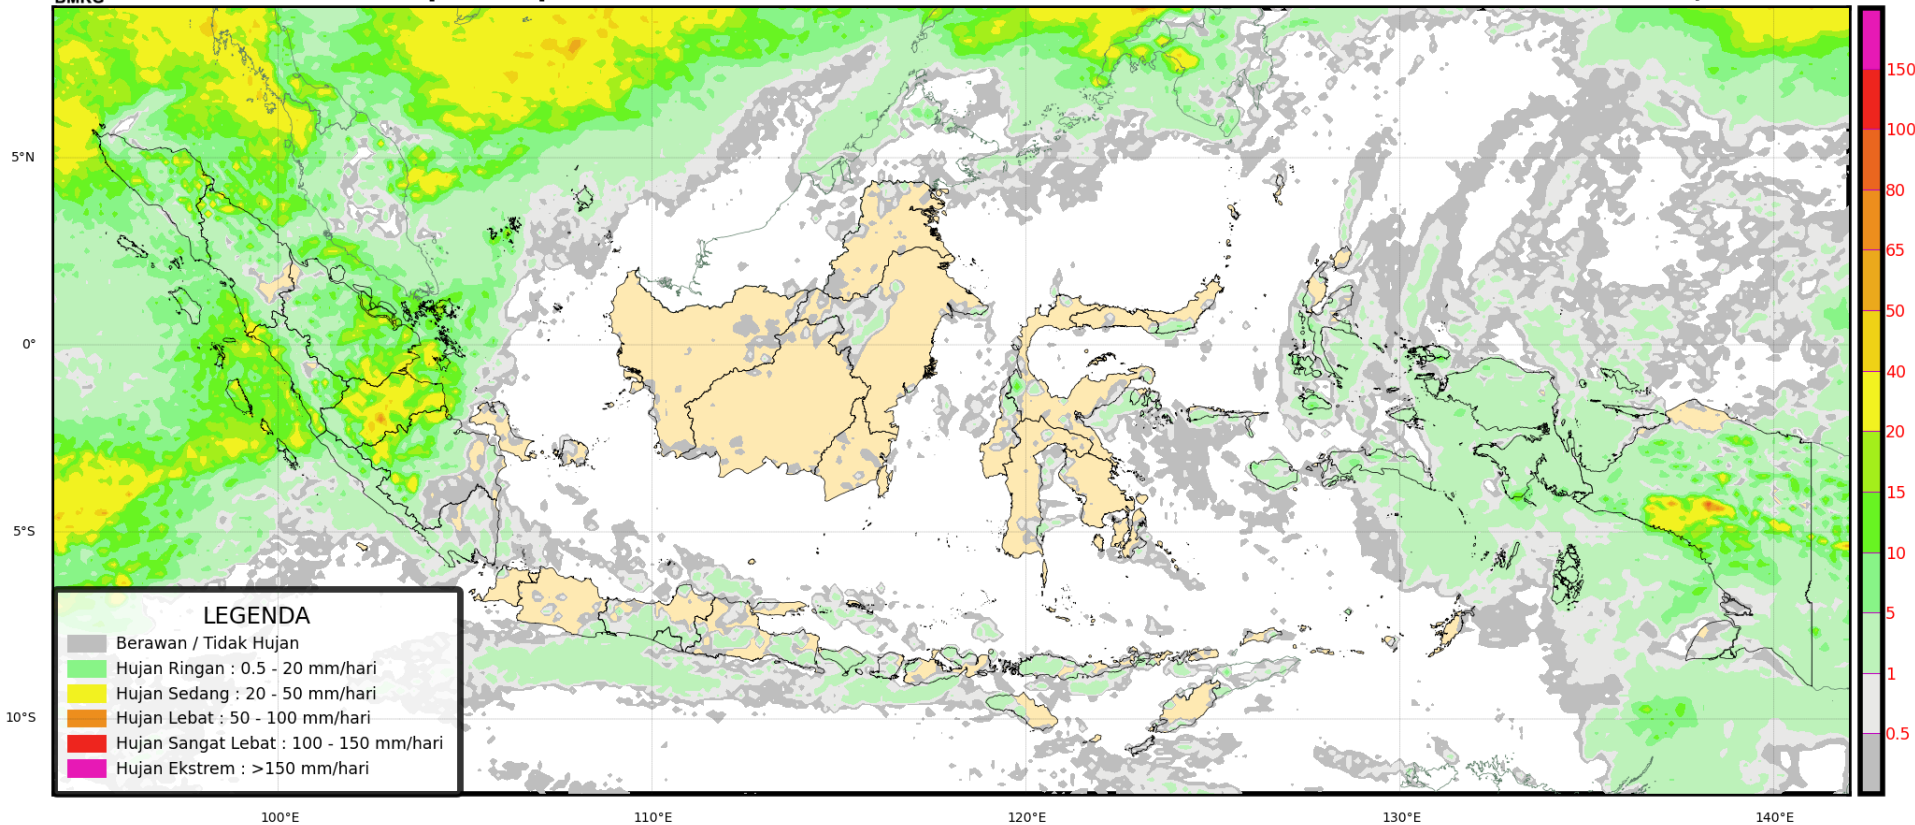 BMKG
5°N
0°
5°S
10°S
100°E
110°E
120°E
130°E
140°E
LEGENDA
Berawan / Tidak Hujan
Hujan Ringan : 0.5 - 20 mm/hari
Hujan Sedang : 20 - 50 mm/hari
Hujan Lebat : 50 - 100 mm/hari
Hujan Sangat Lebat : 100 - 150 mm/hari
Hujan Ekstrem : >150 mm/hari
150
100
80
65
50
40
20
15
10
5
1
0.5